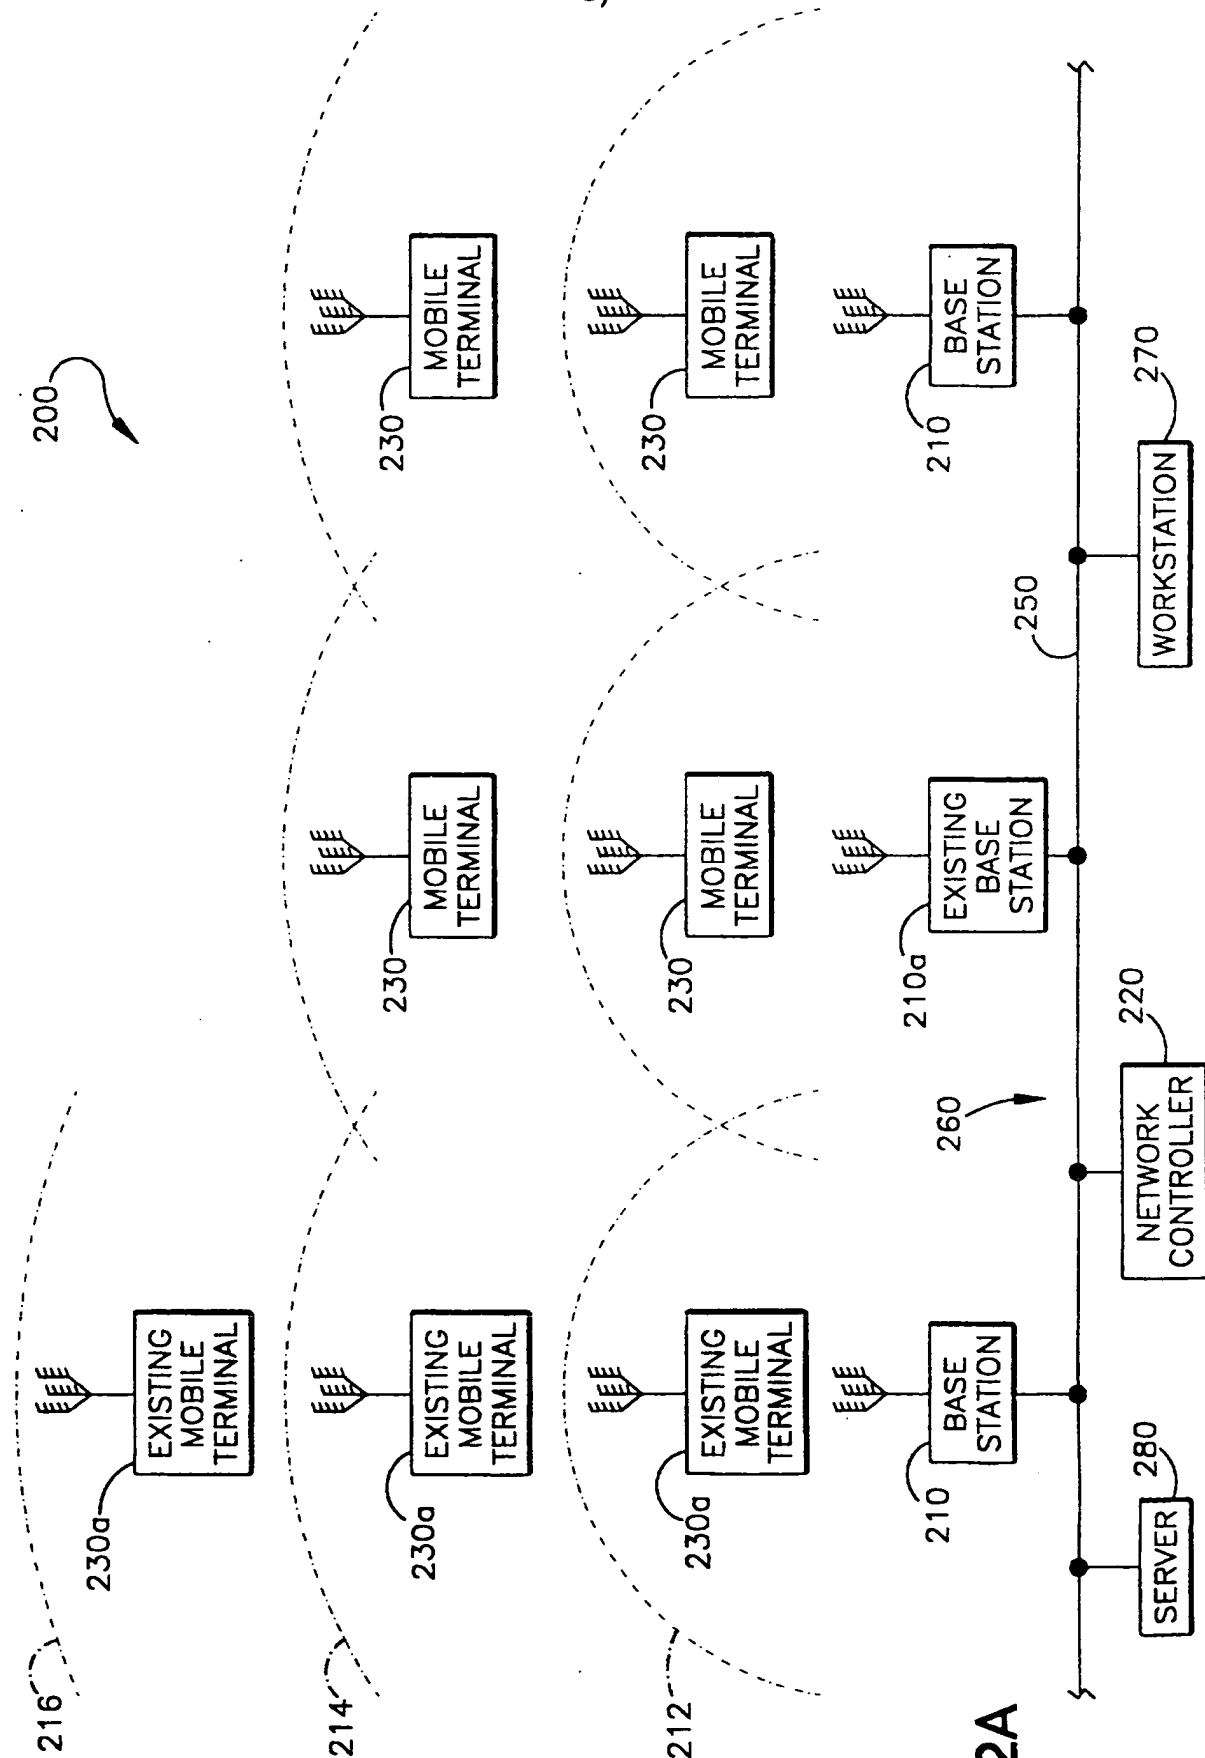 200
216
230a
EXISTING
MOBILE
TERMINAL
214
230a
EXISTING
MOBILE
TERMINAL
230
MOBILE
TERMINAL
230
MOBILE
TERMINAL
212
230a
EXISTING
MOBILE
TERMINAL
230
MOBILE
TERMINAL
230
MOBILE
TERMINAL
210
BASE
STATION
210a
EXISTING
BASE
STATION
210
BASE
STATION
260
250
280
SERVER
220
NETWORK
CONTROLLER
270
WORKSTATION
2A